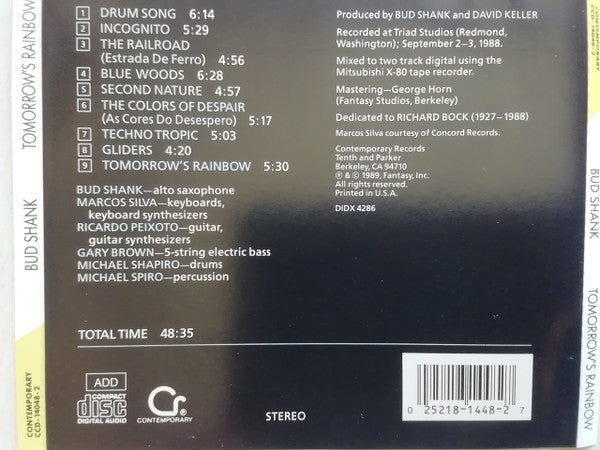 1 DRUM SONG 6:14
2 INCOGNITO 5:29
3 THE RAILROAD
(Estrada De Ferro) 4:56
4 BLUE WOODS 6:28
5 SECOND NATURE 4:57
6 THE COLORS OF DESPAIR
(As Cores Do Desespero) 5:17
7 TECHNO TROPIC 5:03
8 GLIDERS 4:20
9 TOMORROW'S RAINBOW 5:30
BUD SHANK—alto saxophone
MARCOS SILVA—keyboards,
keyboard synthesizers
RICARDO PEIXOTO—guitar,
guitar synthesizers
GARY BROWN—5-string electric bass
MICHAEL SHAPIRO—drums
MICHAEL SPIRO—percussion
TOTAL TIME 48:35
Produced by BUD SHANK and DAVID KELLER
Recorded at Triad Studios (Redmond,
Washington); September 2–3, 1988.
Mixed to two track digital using the
Mitsubishi X-80 tape recorder.
Mastering—George Horn
(Fantasy Studios, Berkeley)
Dedicated to RICHARD BOCK (1927–1988)
Marcos Silva courtesy of Concord Records.
Contemporary Records
Tenth and Parker
Berkeley, CA 94710
℗ & © 1989, Fantasy, Inc.
All rights reserved.
Printed in U.S.A.
DIDX 4286
ADD
COMPACT
disc
DIGITAL AUDIO
Cr
CONTEMPORARY
STEREO
0 25218-1448-2 7
CONTEMPORARY
CCD-14048-2
BUD SHANK
TOMORROW'S RAINBOW
CONTEMPORARY
CCD-14048-2
BUD SHANK
TOMORROW'S RAINBOW